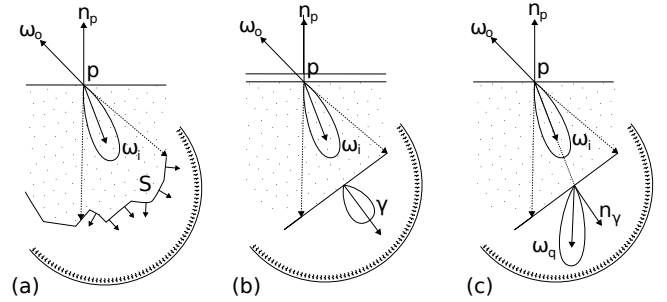 n_p n_p n_p
ω_o ω_o ω_o
p p p
ω_i ω_i ω_i
S γ n_γ
ω_q
(a) (b) (c)